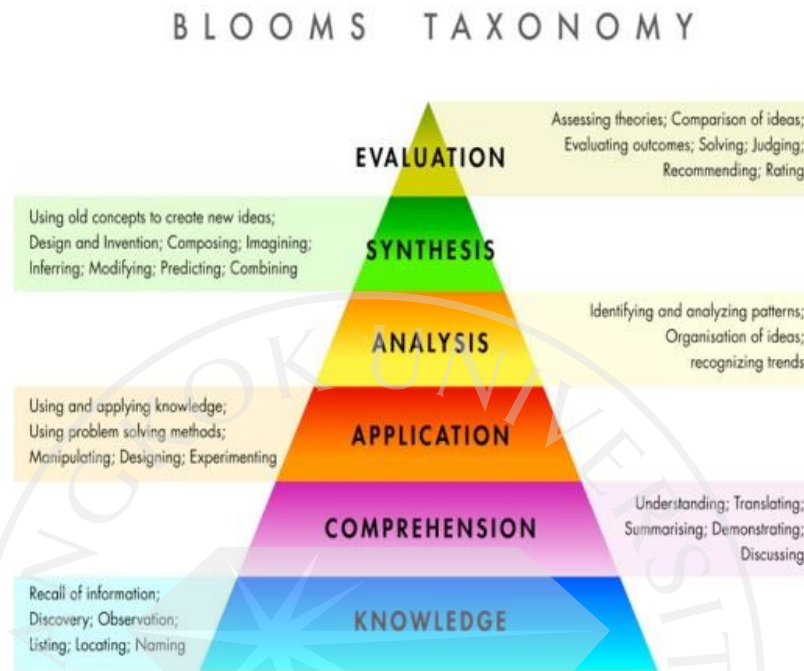 BLOOMS TAXONOMY
EVALUATION
Assessing theories; Comparison of ideas;
Evaluating outcomes; Solving; Judging;
Recommending; Rating
Using old concepts to create new ideas;
Design and Invention; Composing; Imagining;
Inferring; Modifying; Predicting; Combining
SYNTHESIS
ANALYSIS
Identifying and analyzing patterns;
Organisation of ideas;
recognizing trends
Using and applying knowledge;
Using problem solving methods;
Manipulating; Designing; Experimenting
APPLICATION
COMPREHENSION
Understanding; Translating;
Summarising; Demonstrating;
Discussing
Recall of information;
Discovery; Observation;
Listing; Locating; Naming
KNOWLEDGE
NGKOK UNIVERSIT